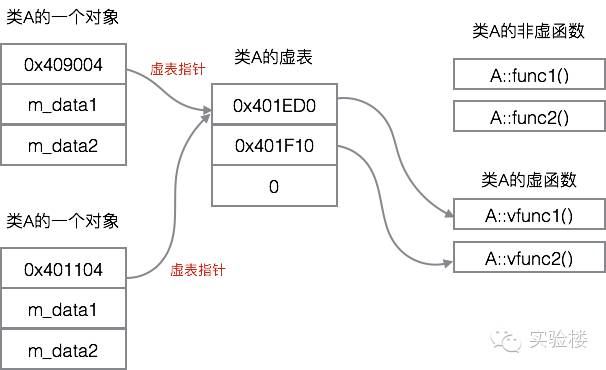 类A的一个对象
0x409004
m_data1
m_data2
虚表指针
类A的虚表
0x401ED0
0x401F10
0
类A的非虚函数
A::func1()
A::func2()
类A的虚函数
A::vfunc1()
A::vfunc2()
类A的一个对象
0x401104
m_data1
m_data2
虚表指针
实验楼